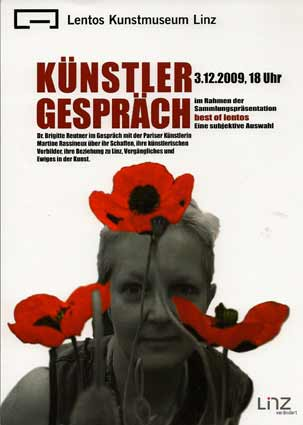 Lentos Kunstmuseum Linz
KÜNSTLER
GESPRÄCH
3.12.2009, 18 Uhr
im Rahmen der
Sammlungspräsentation
best of lentos
Eine subjektive Auswahl
Dr. Brigitte Reutner im Gespräch mit der Pariser Künstlerin
Martine Rassineux über ihr Schaffen, ihre künstlerischen
Vorbilder, ihre Beziehung zu Linz, Vergängliches und
Ewiges in der Kunst.
Linz
verändert